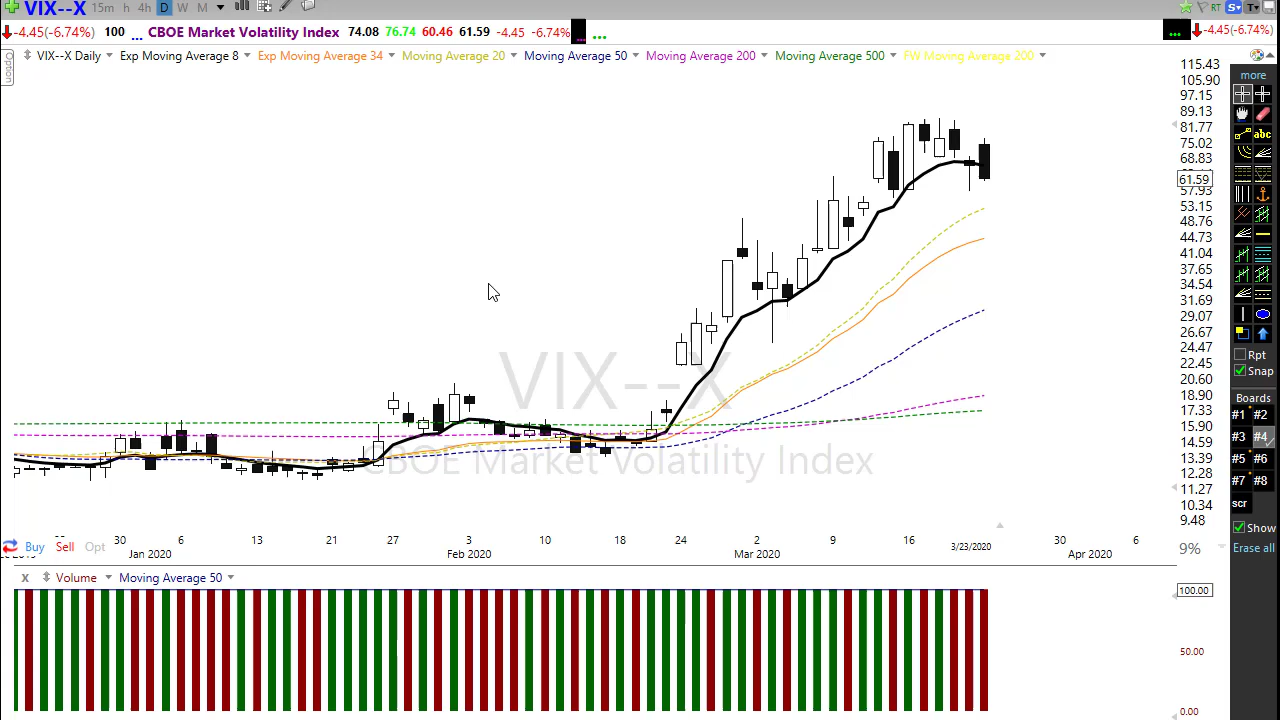 VIX--X 15m h 4h D W M RT S T
-4.45(-6.74%) 100 ... CBOE Market Volatility Index 74.08 76.74 60.46 61.59 -4.45 -6.74% ... ... ... -4.45(-6.74%)
Option
VIX--X Daily Exp Moving Average 8 Exp Moving Average 34 Moving Average 20 Moving Average 50 Moving Average 200 Moving Average 500 FW Moving Average 200
115.43
105.90
97.15
89.13
81.77
75.02
68.83
61.59
57.93
53.15
48.76
44.73
41.04
37.65
34.54
31.69
29.07
26.67
24.47
22.45
20.60
18.90
17.33
15.90
14.59
13.39
12.28
11.27
10.34
9.48
VIX--X
CBOE Market Volatility Index
30 6 13 21 27 3 10 18 24 2 9 16 3/23/2020 30 6
Jan 2020 Feb 2020 Mar 2020 Apr 2020
Buy Sell Opt
9%
x Volume Moving Average 50
100.00
50.00
0.00
more
abc
Rpt
Snap
Boards
#1 #2
#3 #4
#5 #6
#7 #8
scr
Show
Erase all